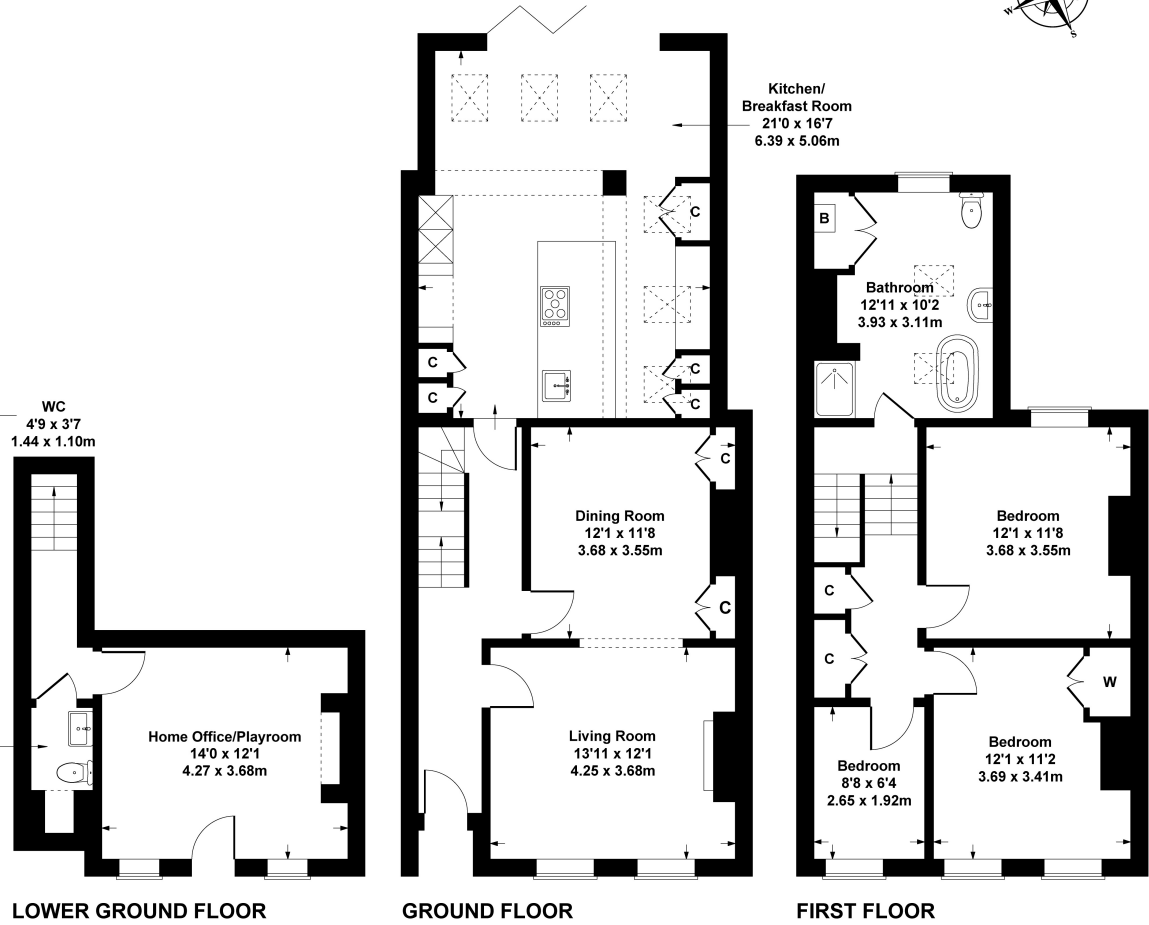 W
S
Kitchen/
Breakfast Room
21'0 x 16'7
6.39 x 5.06m
C
B
Bathroom
12'11 x 10'2
3.93 x 3.11m
C
C
C
C
WC
4'9 x 3'7
1.44 x 1.10m
C
Dining Room
12'1 x 11'8
3.68 x 3.55m
Bedroom
12'1 x 11'8
3.68 x 3.55m
C
C
C
W
Home Office/Playroom
14'0 x 12'1
4.27 x 3.68m
Living Room
13'11 x 12'1
4.25 x 3.68m
Bedroom
8'8 x 6'4
2.65 x 1.92m
Bedroom
12'1 x 11'2
3.69 x 3.41m
LOWER GROUND FLOOR
GROUND FLOOR
FIRST FLOOR